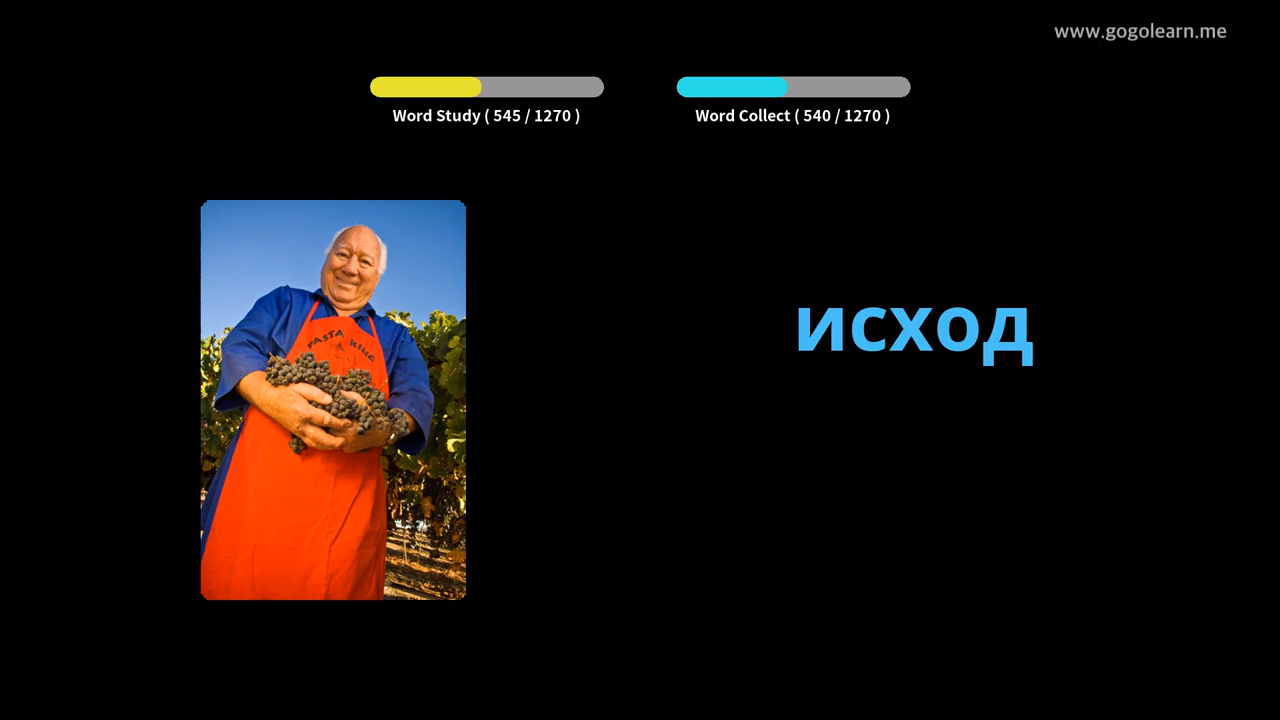 www.gogolearn.me
Word Study ( 545 / 1270 )
Word Collect ( 540 / 1270 )
PASTA KING
исход